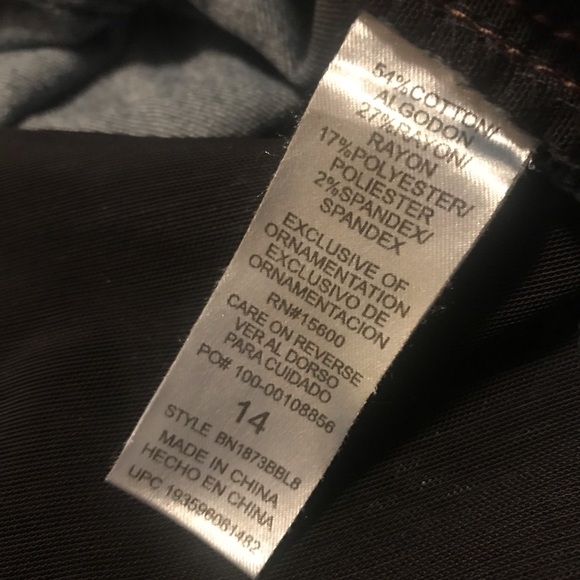 54%COTTON/
ALGODON
27%RAYON/
RAYON
17%POLYESTER/
POLIESTER
2%SPANDEX/
SPANDEX
EXCLUSIVE OF
ORNAMENTATION
EXCLUSIVO DE
ORNAMENTACION
RN#15600
CARE ON REVERSE
VER AL DORSO
PARA CUIDADO
PO# 100-00108856
14
STYLE BN1873BBLB
MADE IN CHINA
HECHO EN CHINA
UPC 193596081482